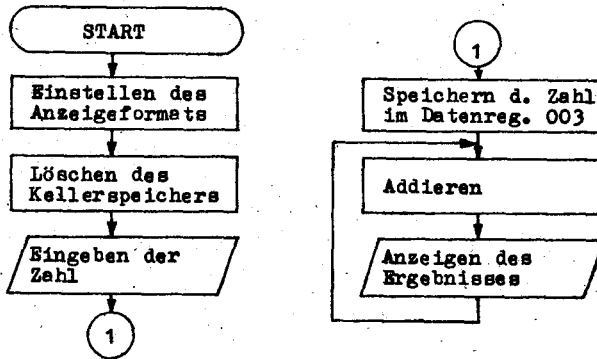 START
Einstellen des
Anzeigeformats
Löschen des
Kellerspeichers
Eingeben der
Zahl
1
1
Speichern d. Zahl
im Datenreg. 003
Addieren
Anzeigen des
Ergebnisses